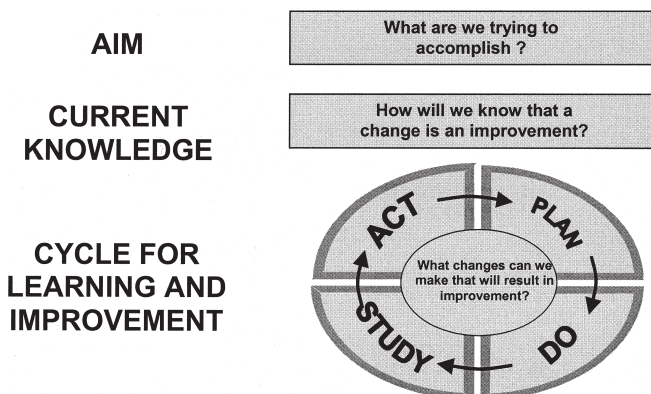 AIM
What are we trying to
accomplish ?
CURRENT
KNOWLEDGE
How will we know that a
change is an improvement?
CYCLE FOR
LEARNING AND
IMPROVEMENT
ACT
PLAN
What changes can we
make that will result in
improvement?
STUDY
DO